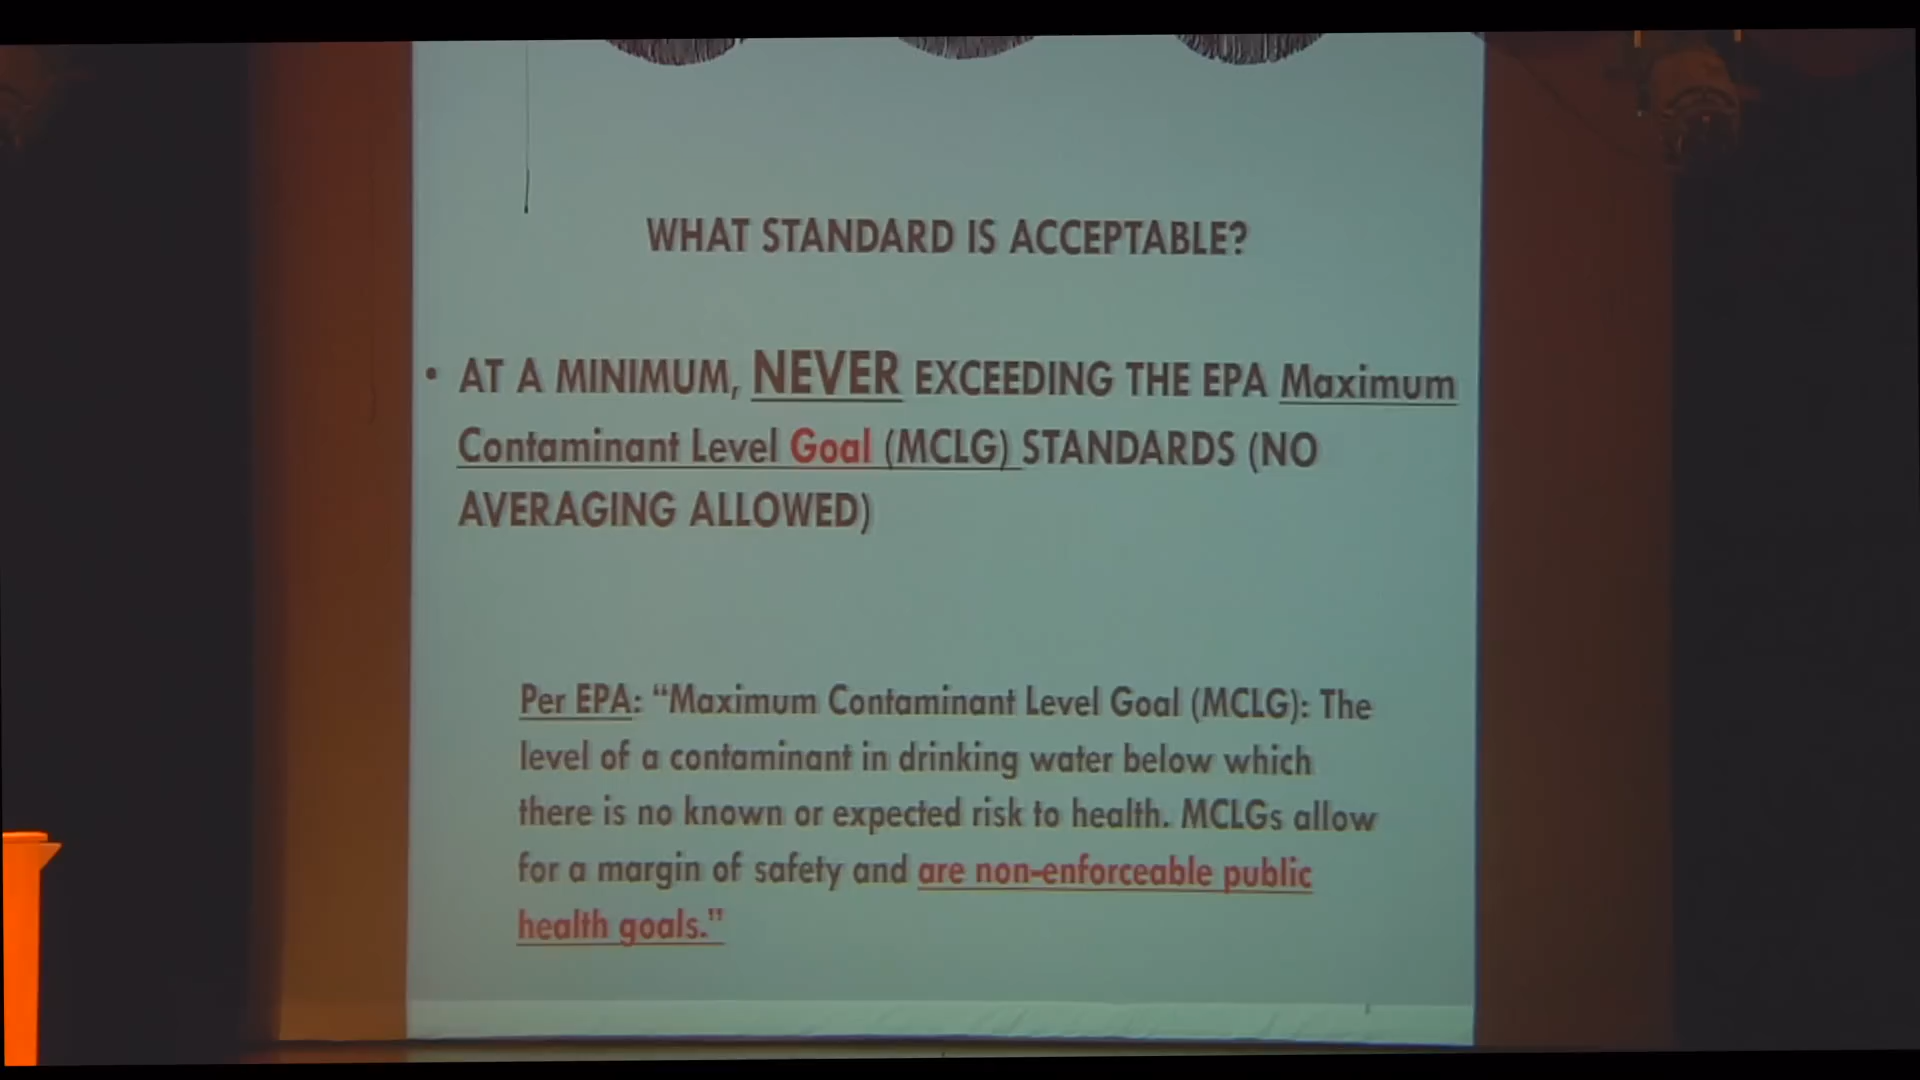 WHAT STANDARD IS ACCEPTABLE?
• AT A MINIMUM, NEVER EXCEEDING THE EPA Maximum
Contaminant Level Goal (MCLG) STANDARDS (NO
AVERAGING ALLOWED)
Per EPA: “Maximum Contaminant Level Goal (MCLG): The
level of a contaminant in drinking water below which
there is no known or expected risk to health. MCLGs allow
for a margin of safety and are non-enforceable public
health goals.”